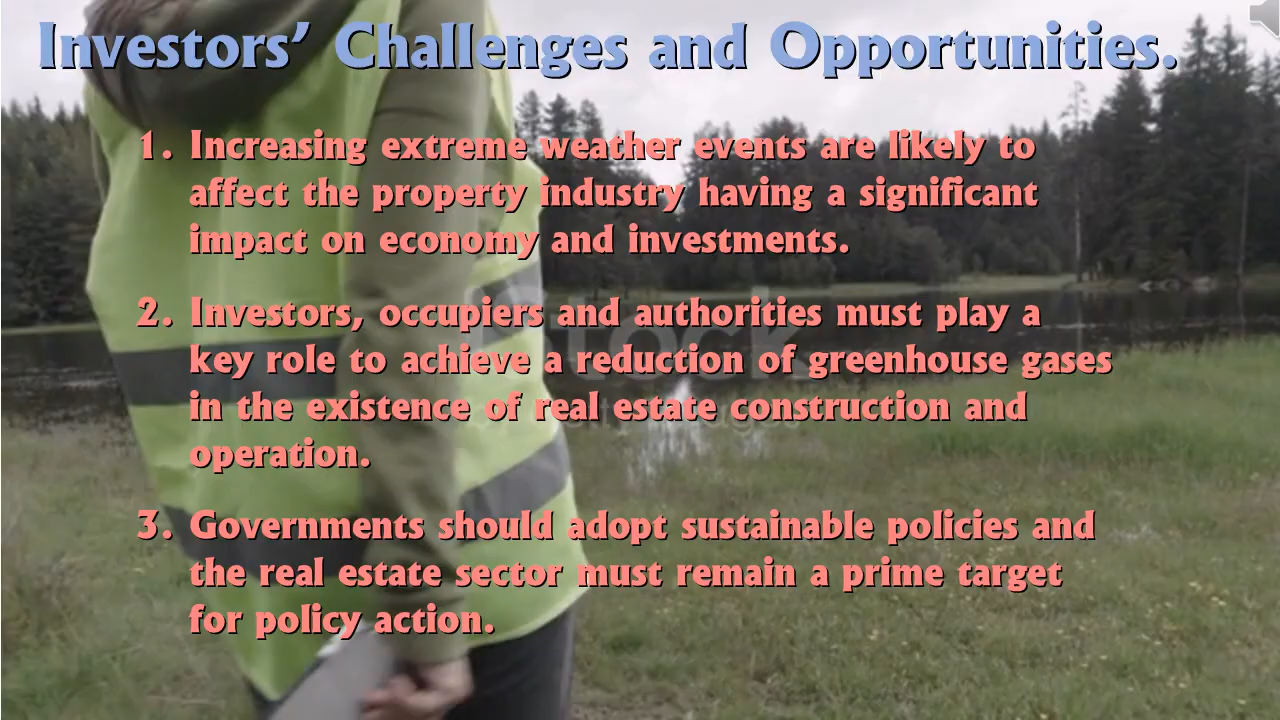 Investors’ Challenges and Opportunities.
1. Increasing extreme weather events are likely to
affect the property industry having a significant
impact on economy and investments.
2. Investors, occupiers and authorities must play a
key role to achieve a reduction of greenhouse gases
in the existence of real estate construction and
operation.
3. Governments should adopt sustainable policies and
the real estate sector must remain a prime target
for policy action.